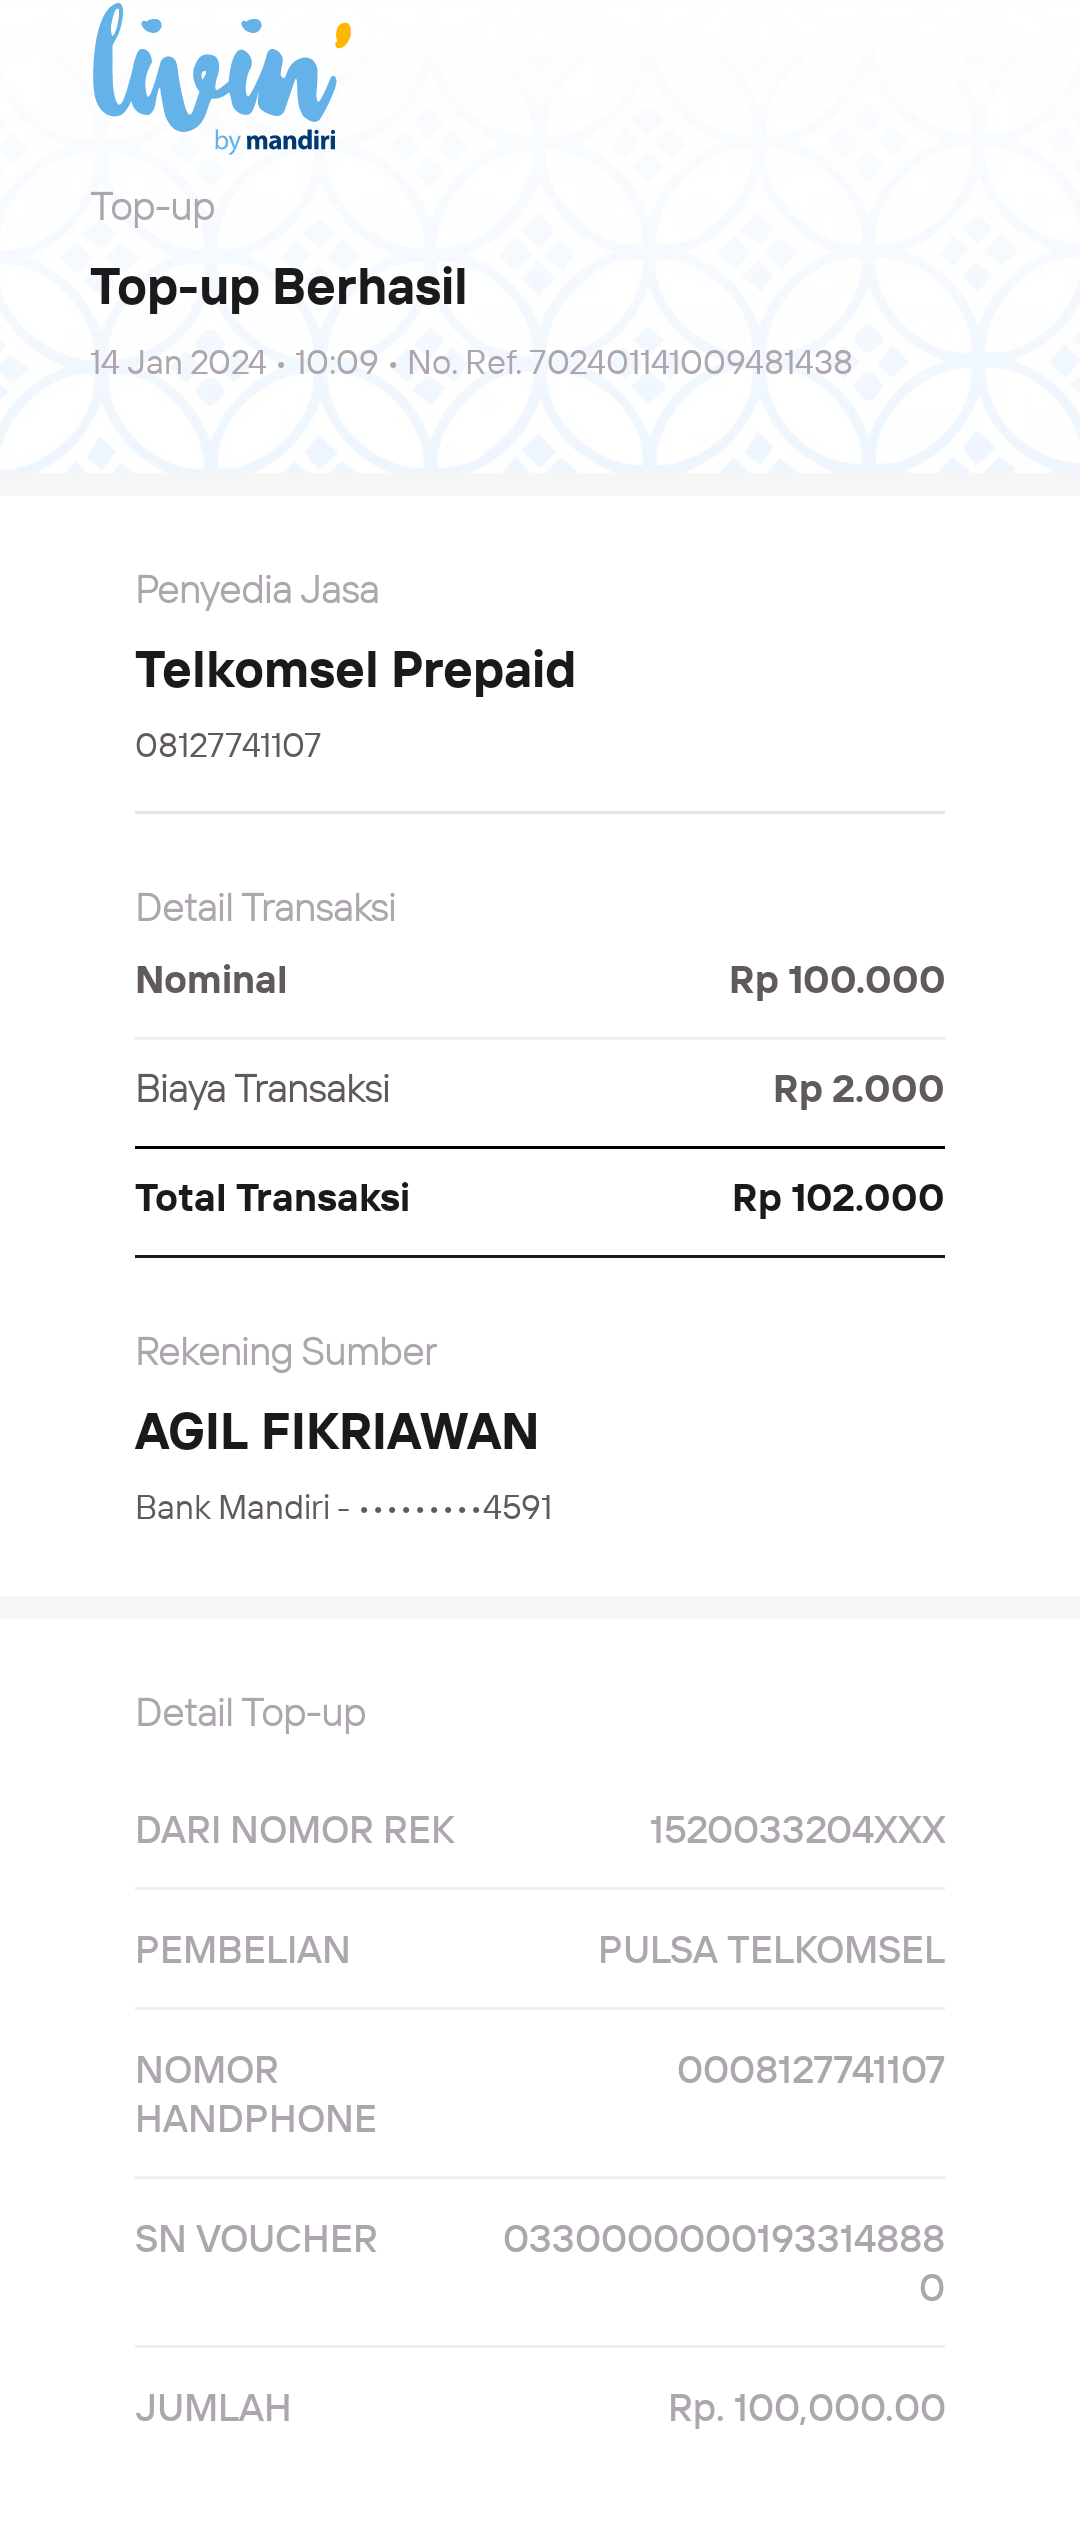 livin'
by mandiri
Top-up
Top-up Berhasil
14 Jan 2024 • 10:09 • No. Ref. 702401141009481438
Penyedia Jasa
Telkomsel Prepaid
08127741107
Detail Transaksi
Nominal Rp 100.000
Biaya Transaksi Rp 2.000
Total Transaksi Rp 102.000
Rekening Sumber
AGIL FIKRIAWAN
Bank Mandiri - •••••••••4591
Detail Top-up
DARI NOMOR REK 1520033204XXX
PEMBELIAN PULSA TELKOMSEL
NOMOR 0008127741107
HANDPHONE
SN VOUCHER 033000000019331​4888
0
JUMLAH Rp. 100,000.00